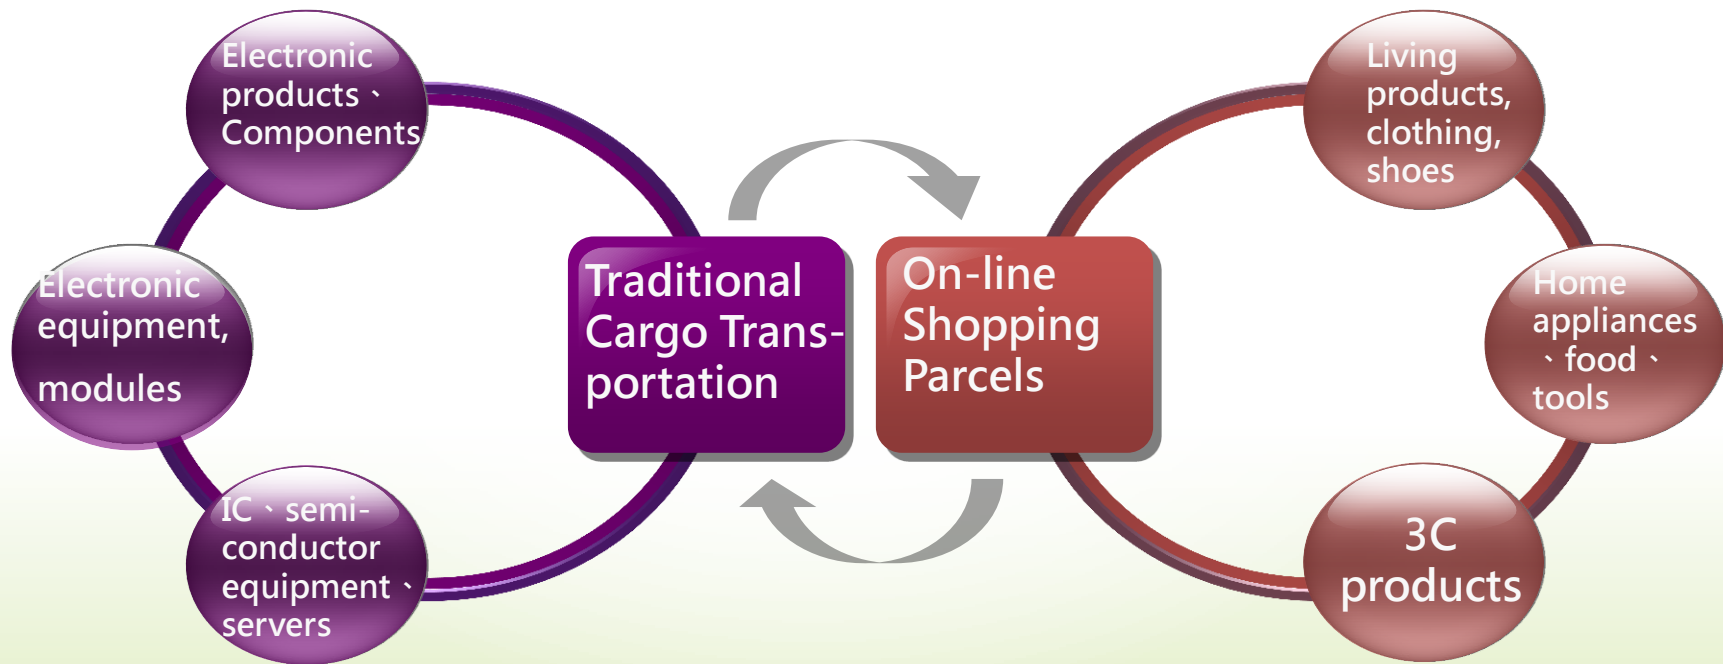 Electronic
products、
Components
Electronic
equipment,
modules
IC、semi-
conductor
equipment、
servers
Traditional
Cargo Trans-
portation
On-line
Shopping
Parcels
Living
products,
clothing,
shoes
Home
appliances
、food、
tools
3C
products